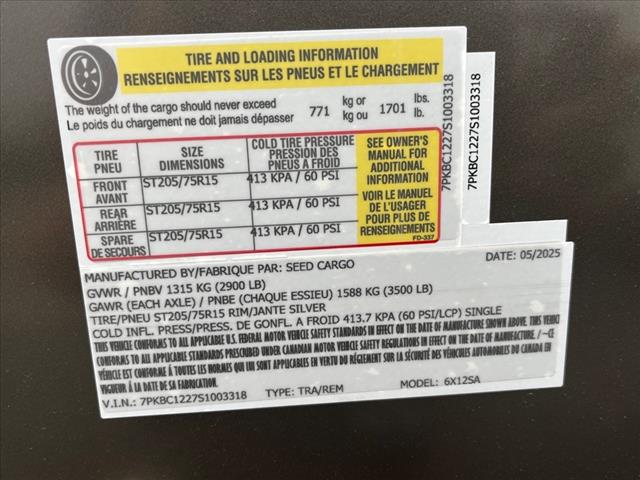 TIRE AND LOADING INFORMATION
RENSEIGNEMENTS SUR LES PNEUS ET LE CHARGEMENT
The weight of the cargo should never exceed 771 kg or 1701 lbs.
Le poids du chargement ne doit jamais dépasser kg ou lb.
TIRE PNEU
SIZE DIMENSIONS
COLD TIRE PRESSURE PRESSION DES PNEUS A FROID
SEE OWNER'S MANUAL FOR ADDITIONAL INFORMATION
VOIR LE MANUEL DE L'USAGER POUR PLUS DE RENSEIGNEMENTS
FRONT AVANT ST205/75R15 413 KPA / 60 PSI
REAR ARRIÈRE ST205/75R15 413 KPA / 60 PSI
SPARE DE SECOURS ST205/75R15 413 KPA / 60 PSI
FD-337
7PKBC1227S1003318
7PKBC1227S1003318
MANUFACTURED BY/FABRIQUE PAR: SEED CARGO DATE: 05/2025
GVWR / PNBV 1315 KG (2900 LB)
GAWR (EACH AXLE) / PNBE (CHAQUE ESSIEU) 1588 KG (3500 LB)
TIRE/PNEU ST205/75R15 RIM/JANTE SILVER
COLD INFL. PRESS/PRESS. DE GONFL. A FROID 413.7 KPA (60 PSI/LCP) SINGLE
THIS VEHICLE CONFORMS TO ALL APPLICABLE U.S. FEDERAL MOTOR VEHICLE SAFETY STANDARDS IN EFFECT ON THE DATE OF MANUFACTURE SHOWN ABOVE. THIS VEHICLE
CONFORMS TO ALL APPLICABLE STANDARDS PRESCRIBED UNDER CANADIAN MOTOR VEHICLE SAFETY REGULATIONS IN EFFECT ON THE DATE OF MANUFACTURE. / CE
VÉHICLE EST CONFORME A TOUTES LES NORMES QUI LUI SONT APPLICABLES EN VERTU DU RÈGLEMENT SUR LA SÉCURITÉ DES VÉHICULES AUTOMOBILES DU CANADA EN
VIGUEUR À LA DATE DE SA FABRICATION.
V.I.N.: 7PKBC1227S1003318 TYPE: TRA/REM MODEL: 6X12SA